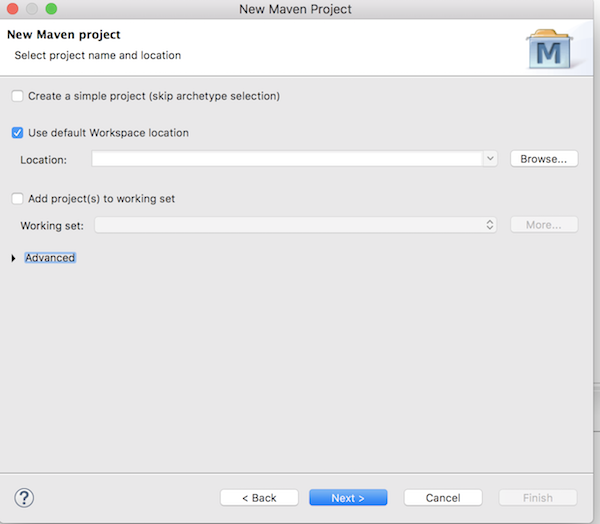 New Maven Project
New Maven project
Select project name and location
M
Create a simple project (skip archetype selection)
Use default Workspace location
Location:
Browse...
Add project(s) to working set
Working set:
More...
Advanced
?
< Back
Next >
Cancel
Finish